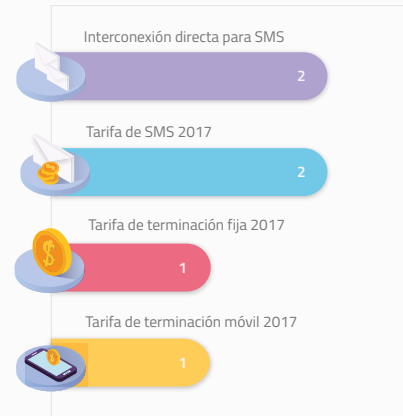 Interconexión directa para SMS
2
Tarifa de SMS 2017
2
Tarifa de terminación fija 2017
1
Tarifa de terminación móvil 2017
1